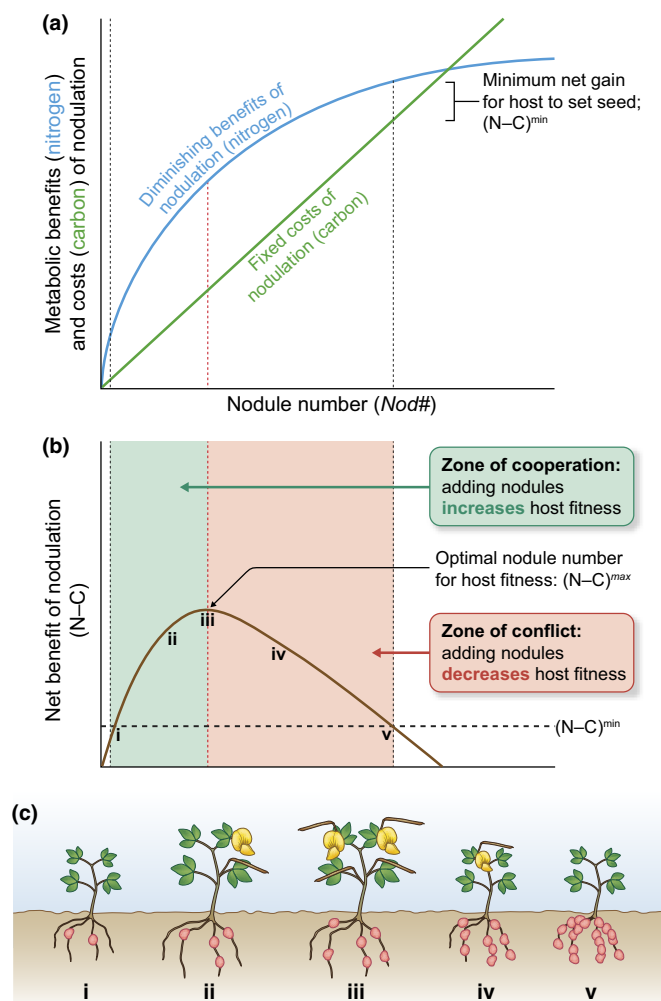 (a)
Metabolic benefits (nitrogen)
and costs (carbon) of nodulation
Diminishing benefits of
nodulation (nitrogen)
Fixed costs of
nodulation (carbon)
Minimum net gain
for host to set seed;
(N–C)min
Nodule number (Nod#)
(b)
Net benefit of nodulation
(N–C)
Zone of cooperation:
adding nodules
increases host fitness
Optimal nodule number
for host fitness: (N–C)max
Zone of conflict:
adding nodules
decreases host fitness
i
ii
iii
iv
v
(N–C)min
(c)
i
ii
iii
iv
v